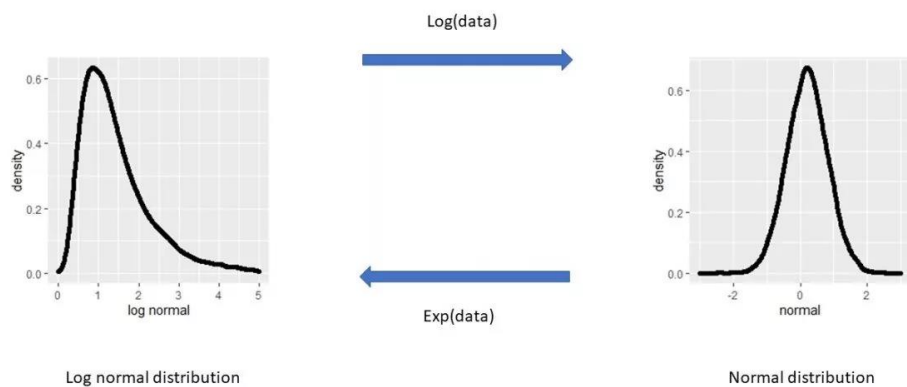 Log(data)
0.6
0.4
0.2
0.0
density
0 1 2 3 4 5
log normal
0.6
0.4
0.2
0.0
density
-2 0 2
normal
Exp(data)
Log normal distribution
Normal distribution